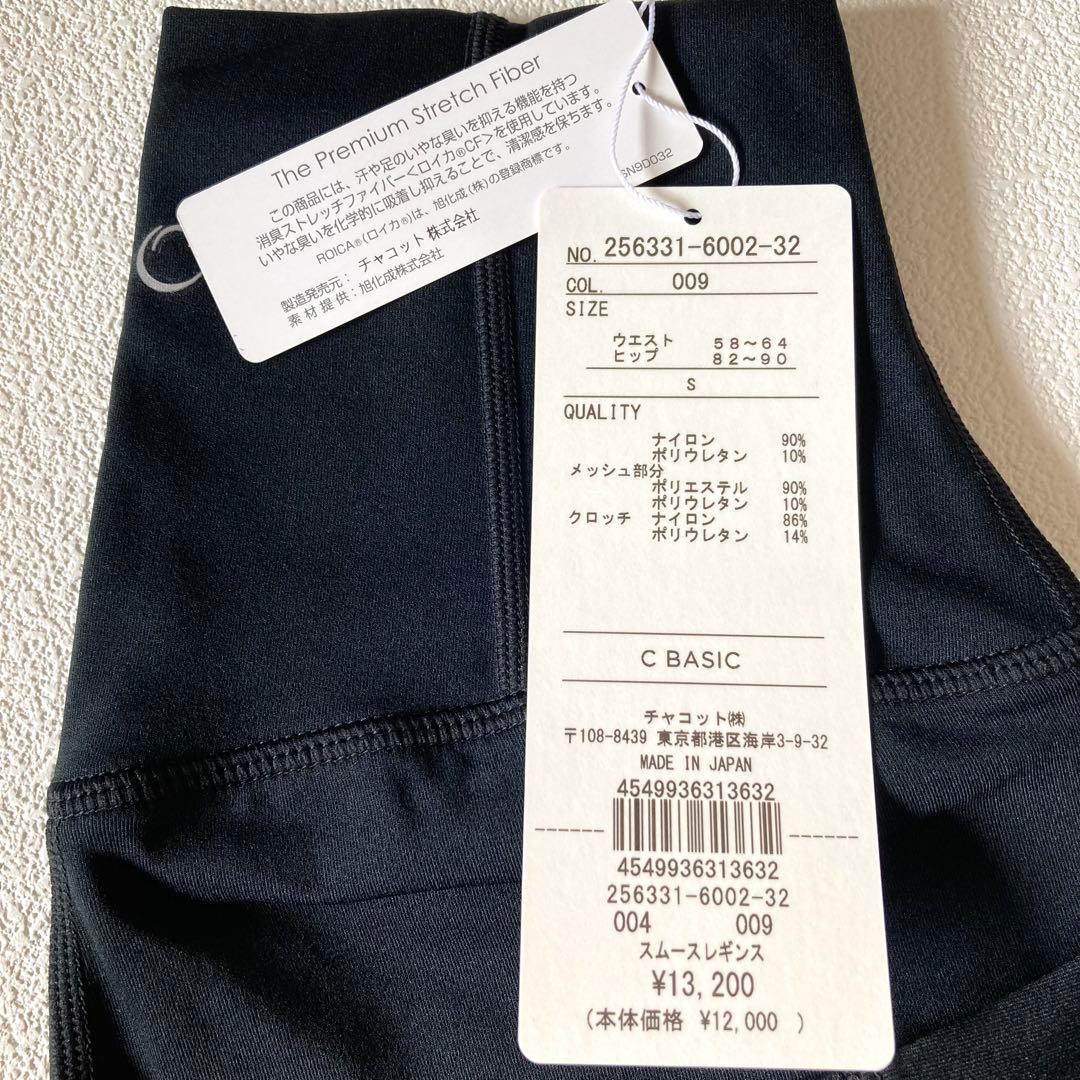 The Premium Stretch Fiber
この商品には、汗や足のいやな臭いを抑える機能を持つ
消臭ストレッチファイバー<ロイカ®CF>を使用しています。
いやな臭いを化学的に吸着し抑えることで、清潔感を保ちます。
ROICA®(ロイカ®)は、旭化成(株)の登録商標です。
製造発売元: チャコット 株式会社
素材提供:旭化成株式会社
SN9D032
NO. 256331-6002-32
COL. 009
SIZE
ウエスト 58～64
ヒップ 82～90
S
QUALITY
ナイロン 90%
ポリウレタン 10%
メッシュ部分
ポリエステル 90%
ポリウレタン 10%
クロッチ ナイロン 86%
ポリウレタン 14%
C BASIC
チャコット㈱
〒108-8439 東京都港区海岸3-9-32
MADE IN JAPAN
4549936313632
4549936313632
256331-6002-32
004 009
スムースレギンス
¥13,200
(本体価格 ¥12,000 )